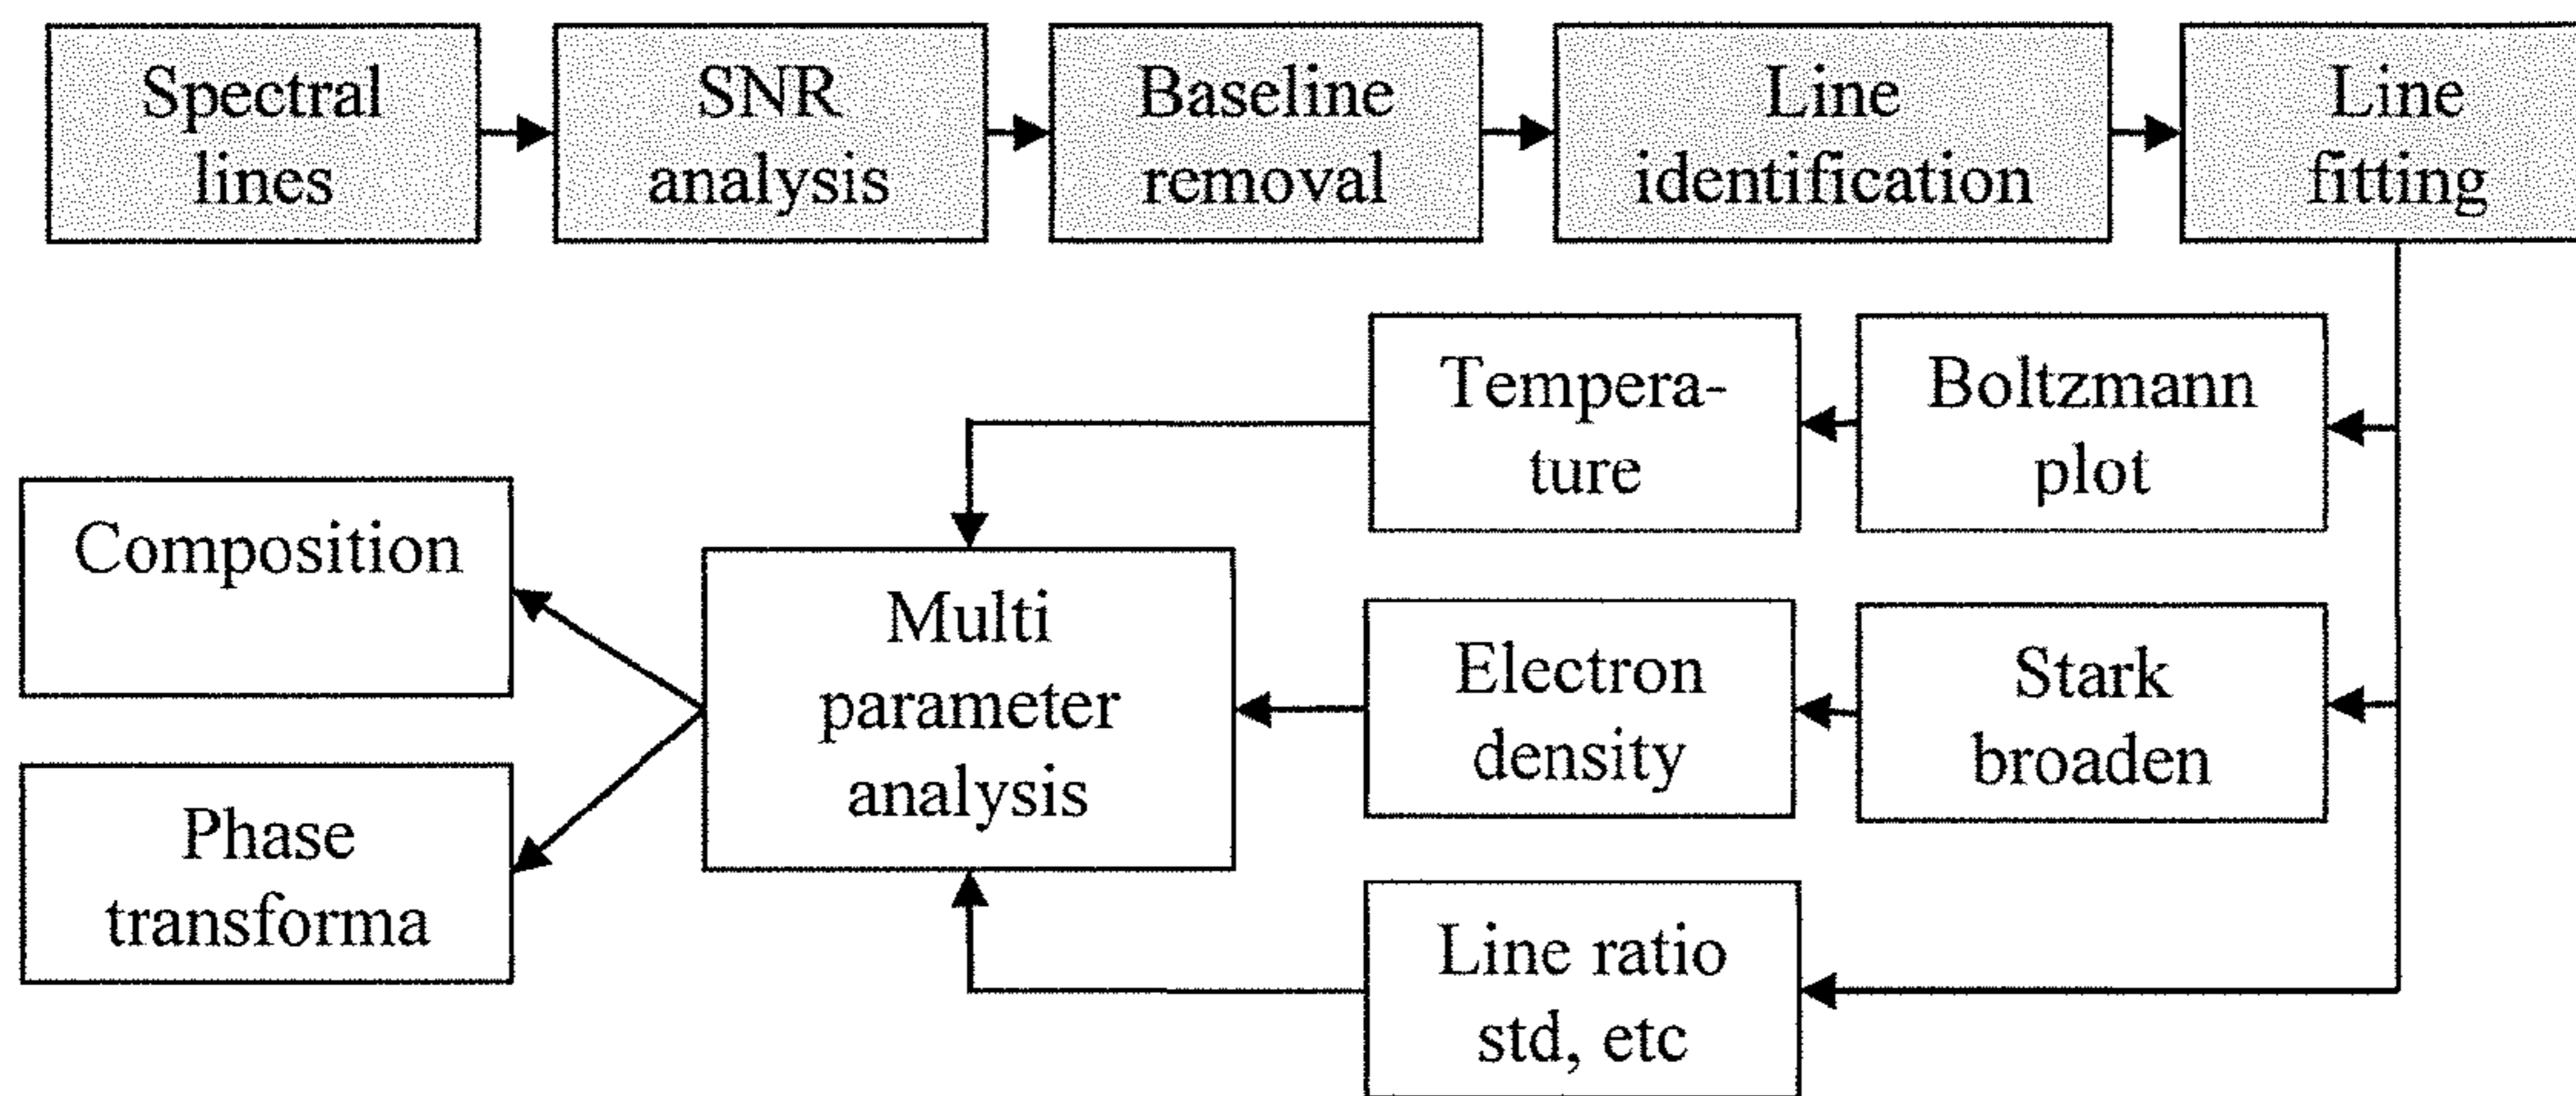 Spectral
lines
SNR
analysis
Baseline
removal
Line
identification
Line
fitting
Tempera-
ture
Boltzmann
plot
Composition
Multi
parameter
analysis
Electron
density
Stark
broaden
Phase
transforma
Line ratio
std, etc